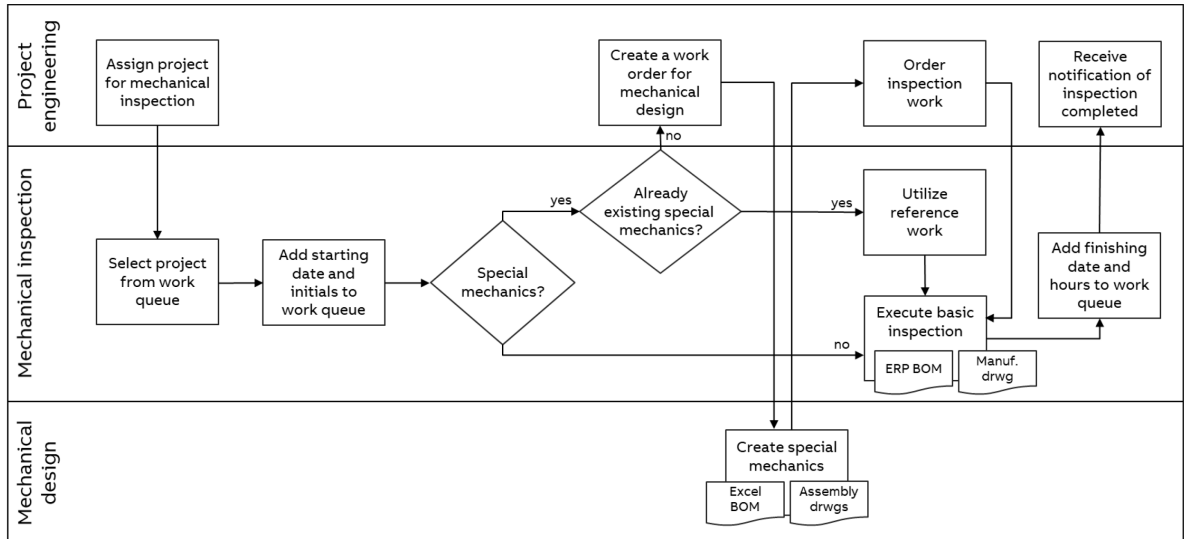 Project
engineering
Assign project
for mechanical
inspection
Create a work
order for
mechanical
design
Order
inspection
work
Receive
notification of
inspection
completed
no
Mechanical inspection
Select project
from work
queue
Add starting
date and
initials to
work queue
Special
mechanics?
yes
no
Already
existing special
mechanics?
yes
Utilize
reference
work
Execute basic
inspection
ERP BOM
Manuf.
drwg
Add finishing
date and
hours to work
queue
Mechanical
design
Create special
mechanics
Excel
BOM
Assembly
drwgs